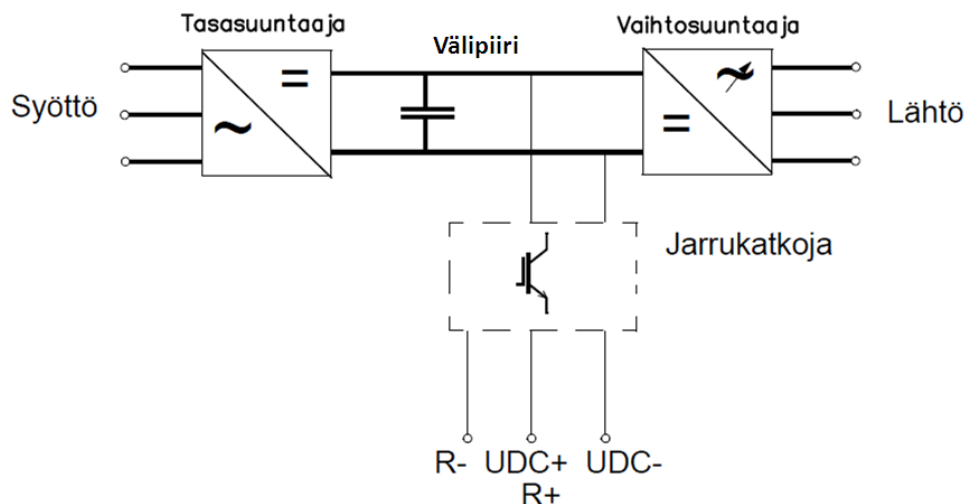 Tasasuuntaaja
Välipiiri
Vaihtosuuntaaja
=
~
=
~
Syöttö
Lähtö
Jarrukatkoja
R- UDC+ UDC-
R+